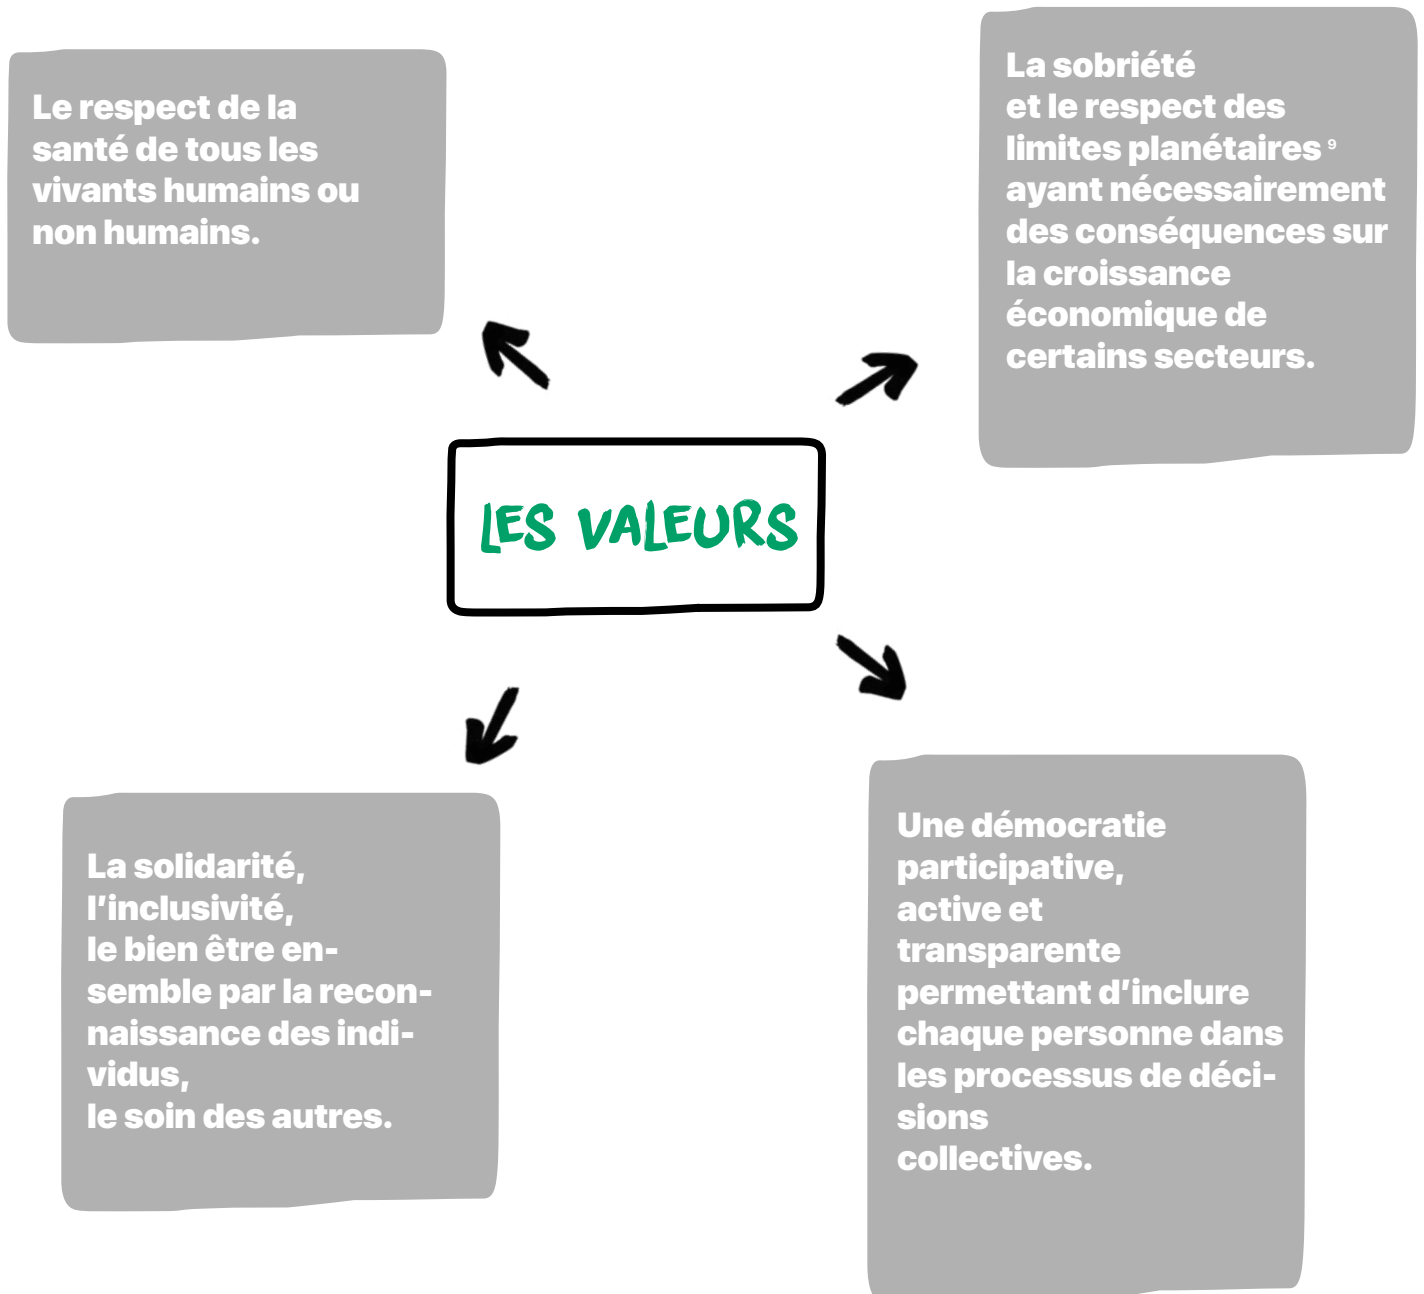 Le respect de la
santé de tous les
vivants humains ou
non humains.
La sobriété
et le respect des
limites planétaires ⁹
ayant nécessairement
des conséquences sur
la croissance
économique de
certains secteurs.
LES VALEURS
La solidarité,
l’inclusivité,
le bien être en-
semble par la recon-
naissance des indi-
vidus,
le soin des autres.
Une démocratie
participative,
active et
transparente
permettant d’inclure
chaque personne dans
les processus de déci-
sions
collectives.